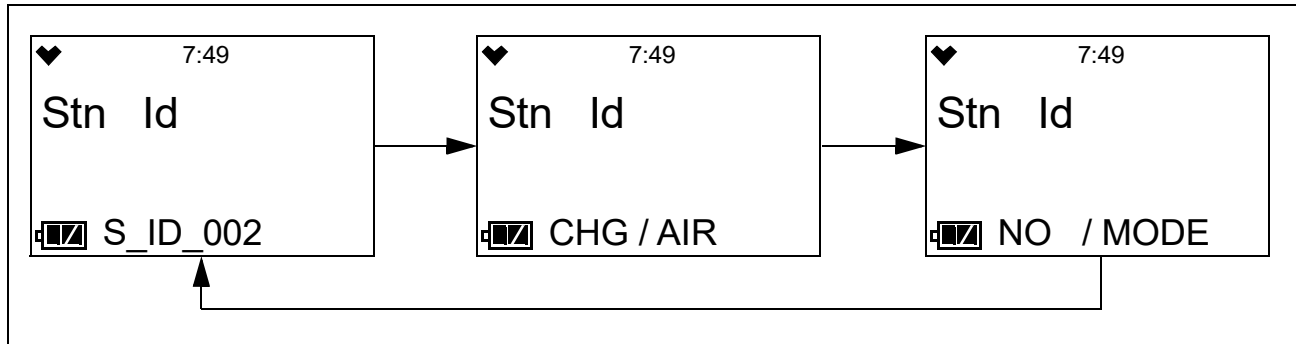 7:49
Stn Id
S_ID_002
7:49
Stn Id
CHG / AIR
7:49
Stn Id
NO / MODE